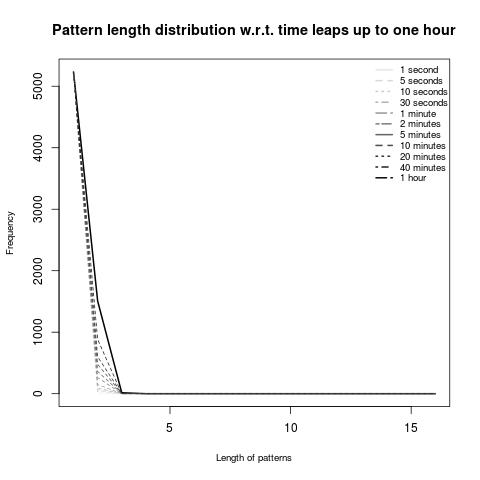 Pattern length distribution w.r.t. time leaps up to one hour
1 second
5 seconds
10 seconds
30 seconds
1 minute
2 minutes
5 minutes
10 minutes
20 minutes
40 minutes
1 hour
Frequency
5000
4000
3000
2000
1000
0
5
10
15
Length of patterns